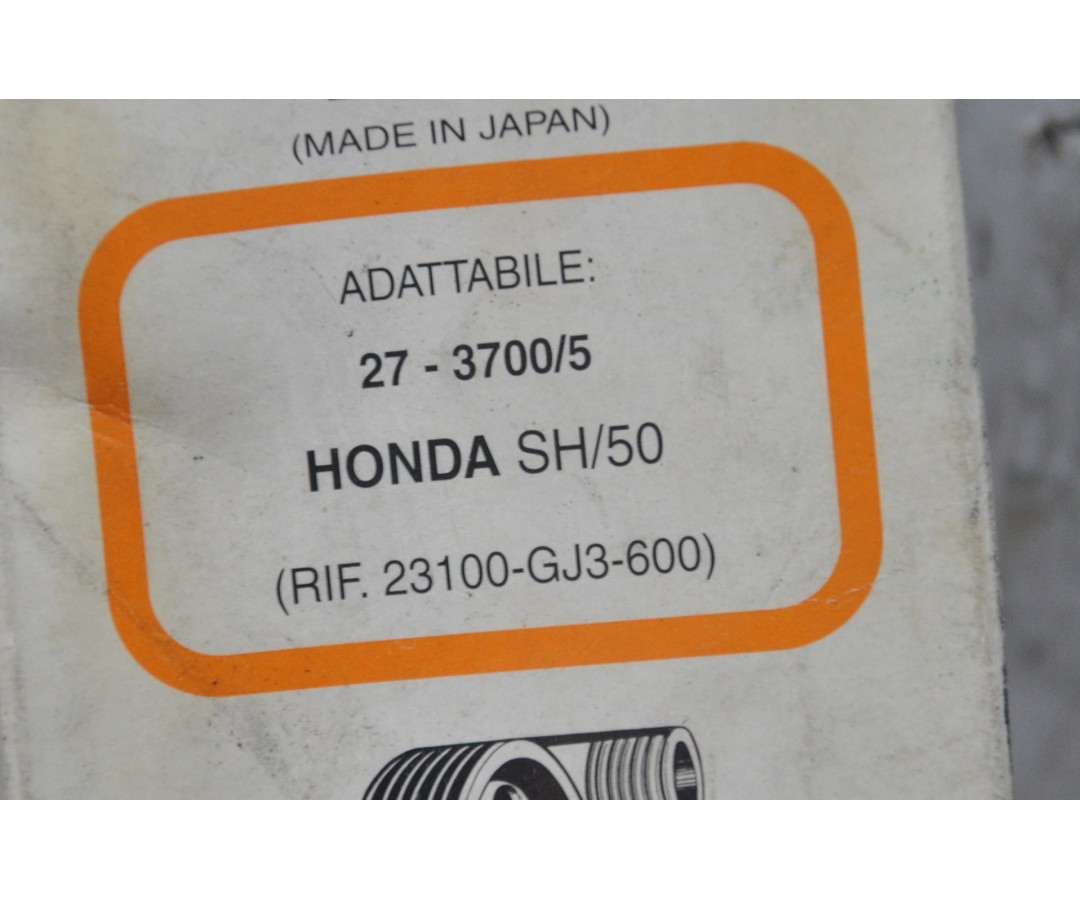 (MADE IN JAPAN)
ADATTABILE:
27 - 3700/5
HONDA SH/50
(RIF. 23100-GJ3-600)